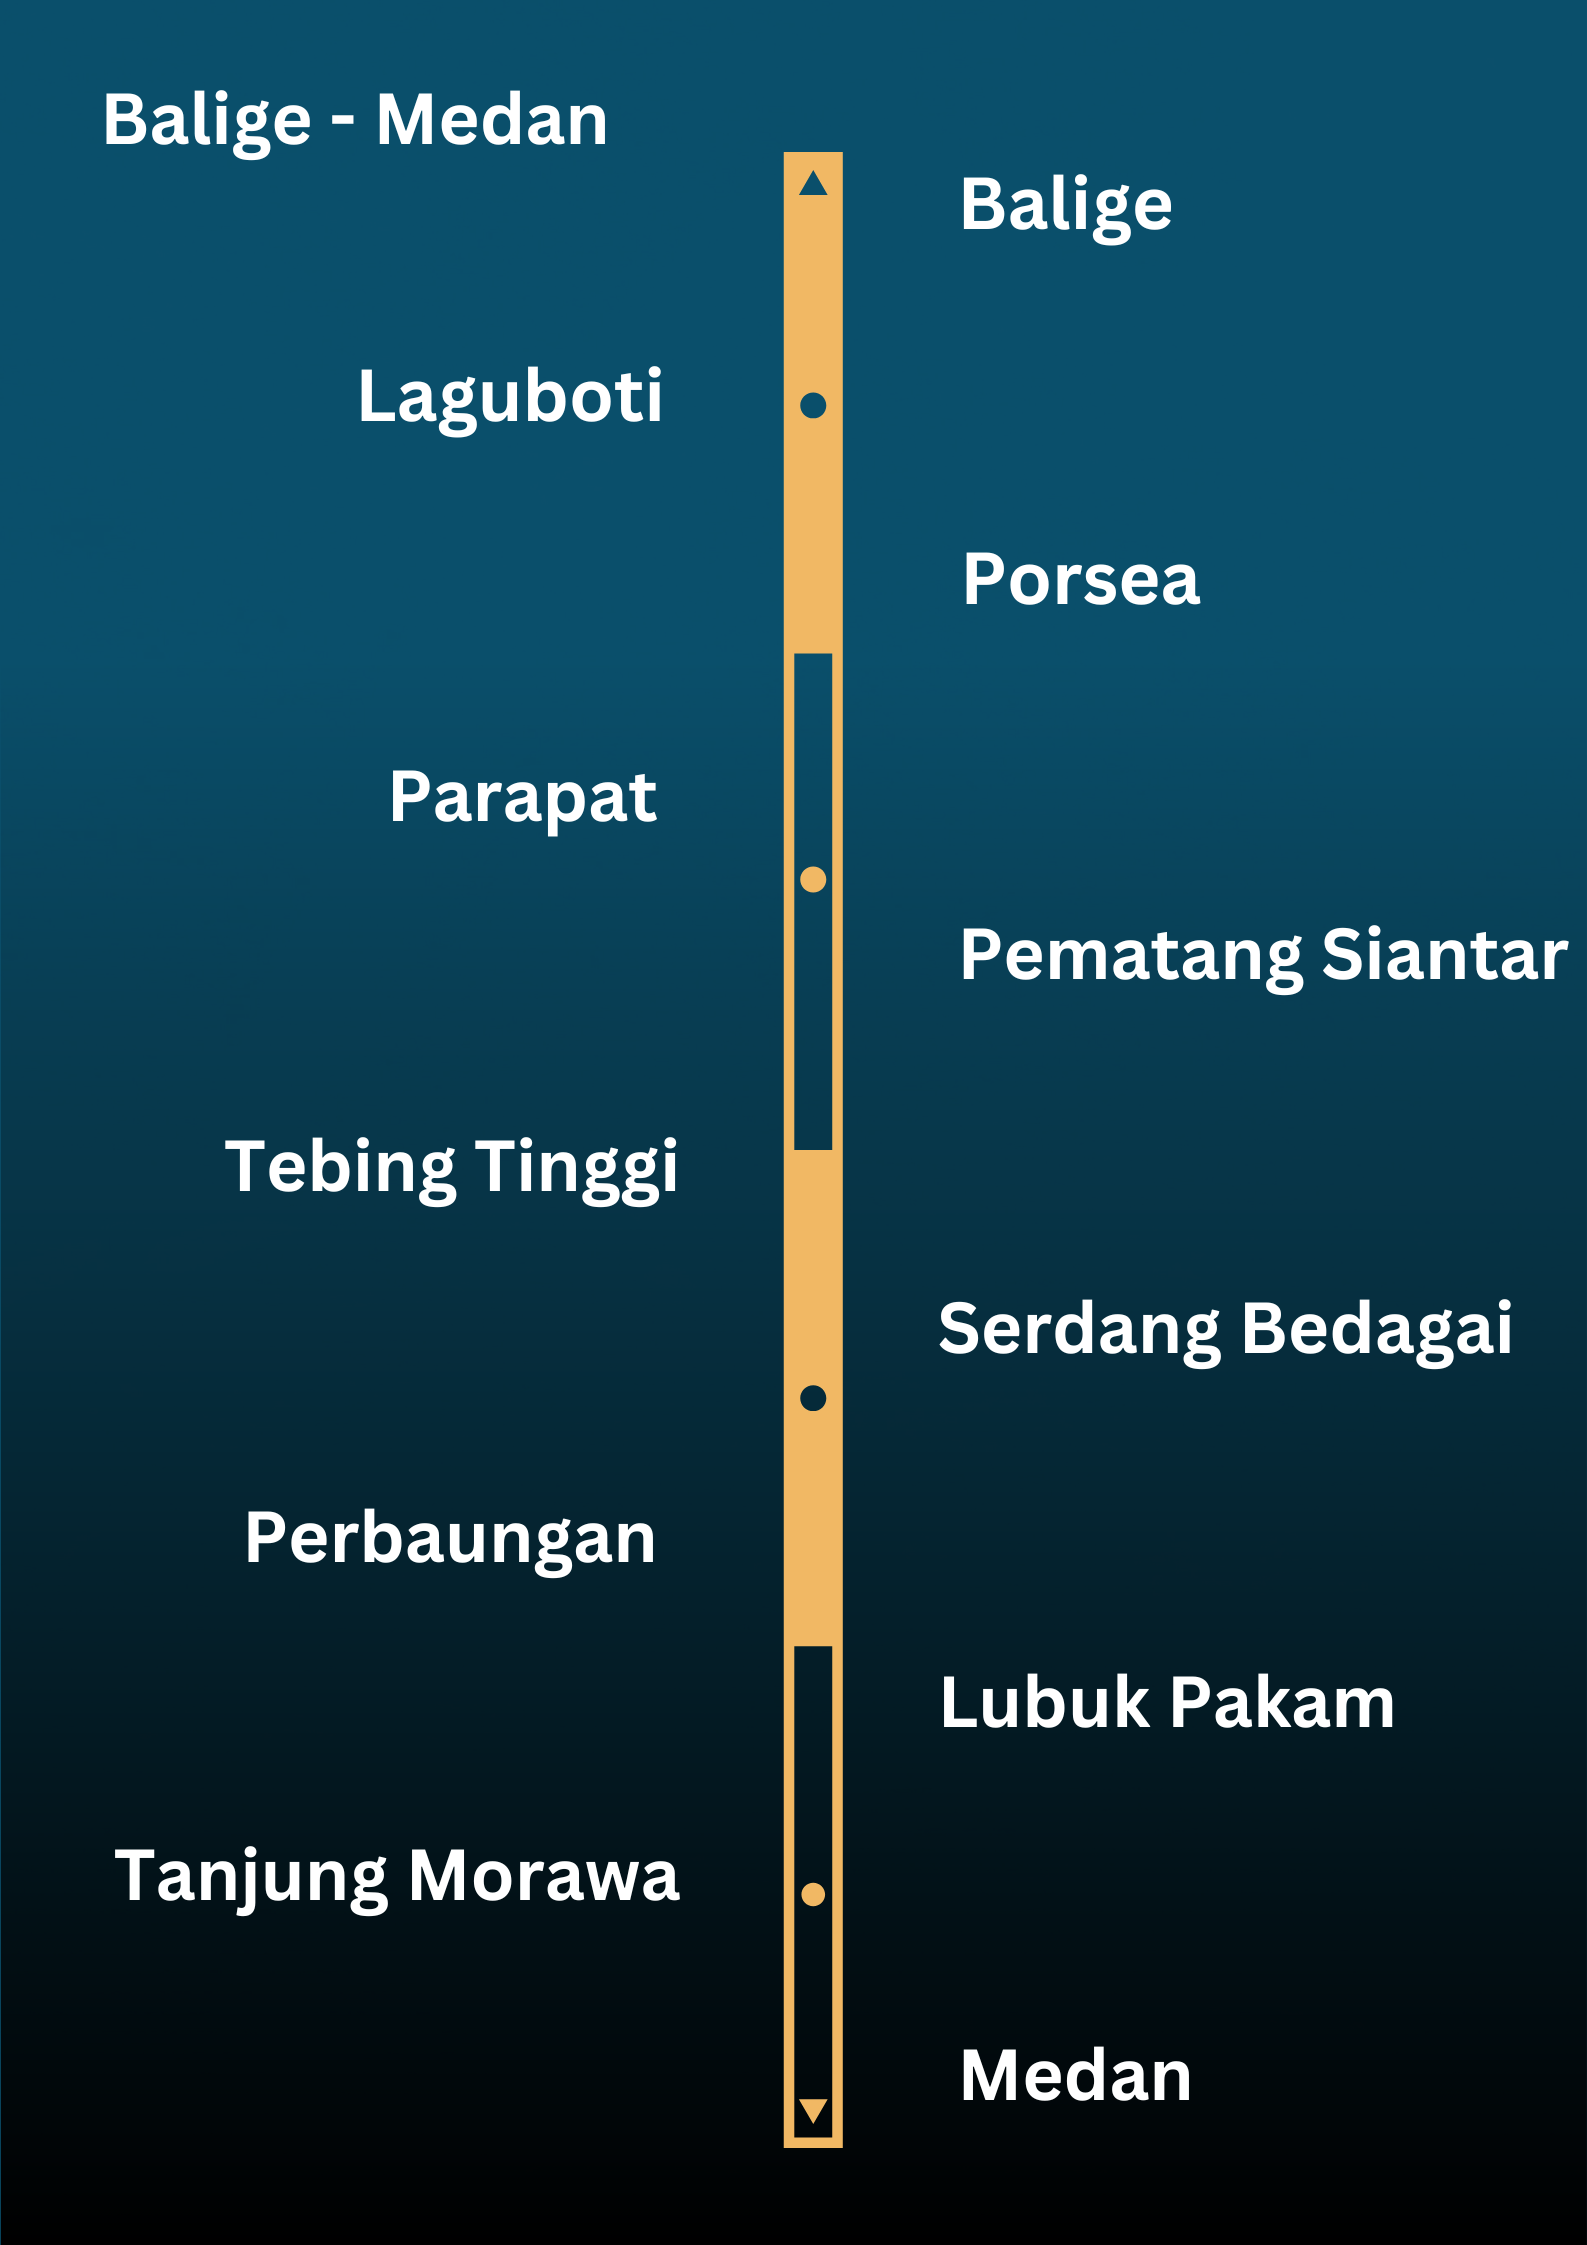 Balige - Medan
Balige
Laguboti
Porsea
Parapat
Pematang Siantar
Tebing Tinggi
Serdang Bedagai
Perbaungan
Lubuk Pakam
Tanjung Morawa
Medan